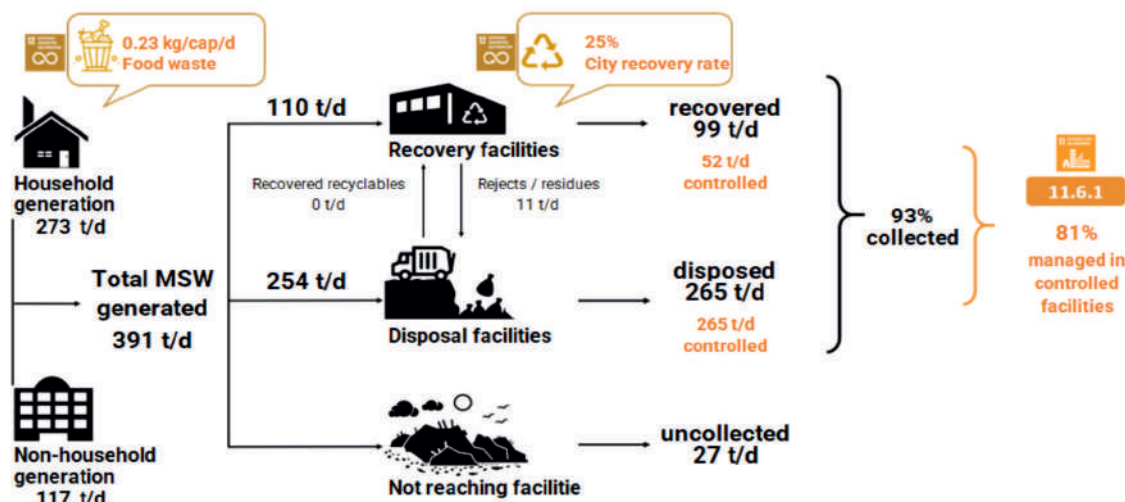 0.23 kg/cap/d
Food waste
25%
City recovery rate
Household
generation
273 t/d
Total MSW
generated
391 t/d
Non-household
generation
117 t/d
110 t/d
Recovery facilities
Recovered recyclables
0 t/d
Rejects / residues
11 t/d
254 t/d
Disposal facilities
Not reaching facilitie
recovered
99 t/d
52 t/d
controlled
disposed
265 t/d
265 t/d
controlled
uncollected
27 t/d
93%
collected
11.6.1
81%
managed in
controlled
facilities